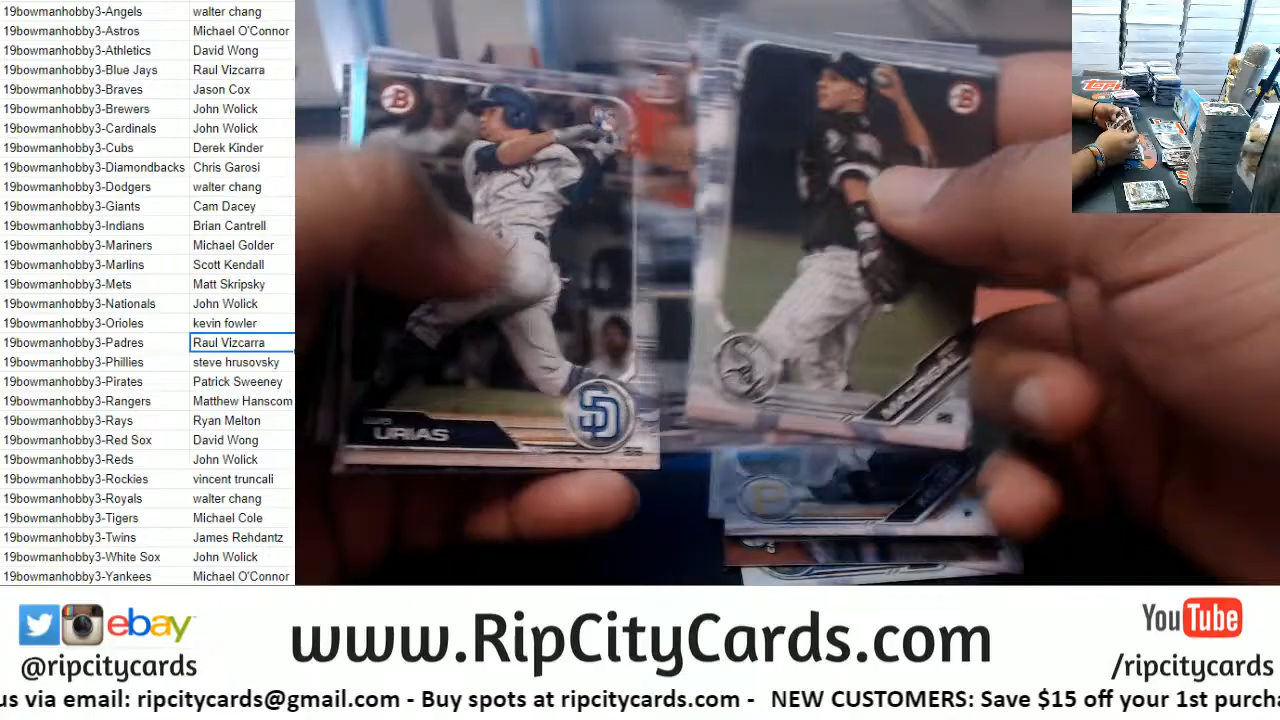 19bowmanhobby3-Angels walter chang
19bowmanhobby3-Astros Michael O'Connor
19bowmanhobby3-Athletics David Wong
19bowmanhobby3-Blue Jays Raul Vizcarra
19bowmanhobby3-Braves Jason Cox
19bowmanhobby3-Brewers John Wolick
19bowmanhobby3-Cardinals John Wolick
19bowmanhobby3-Cubs Derek Kinder
19bowmanhobby3-Diamondbacks Chris Garosi
19bowmanhobby3-Dodgers walter chang
19bowmanhobby3-Giants Cam Dacey
19bowmanhobby3-Indians Brian Cantrell
19bowmanhobby3-Mariners Michael Golder
19bowmanhobby3-Marlins Scott Kendall
19bowmanhobby3-Mets Matt Skripsky
19bowmanhobby3-Nationals John Wolick
19bowmanhobby3-Orioles kevin fowler
19bowmanhobby3-Padres Raul Vizcarra
19bowmanhobby3-Phillies steve hrusovsky
19bowmanhobby3-Pirates Patrick Sweeney
19bowmanhobby3-Rangers Matthew Hanscom
19bowmanhobby3-Rays Ryan Melton
19bowmanhobby3-Red Sox David Wong
19bowmanhobby3-Reds John Wolick
19bowmanhobby3-Rockies vincent truncali
19bowmanhobby3-Royals walter chang
19bowmanhobby3-Tigers Michael Cole
19bowmanhobby3-Twins James Rehdantz
19bowmanhobby3-White Sox John Wolick
19bowmanhobby3-Yankees Michael O'Connor
B
URIAS
SD
B
P
ebay
@ripcitycards
www.RipCityCards.com
YouTube
/ripcitycards
us via email: ripcitycards@gmail.com - Buy spots at ripcitycards.com - NEW CUSTOMERS: Save $15 off your 1st purcha